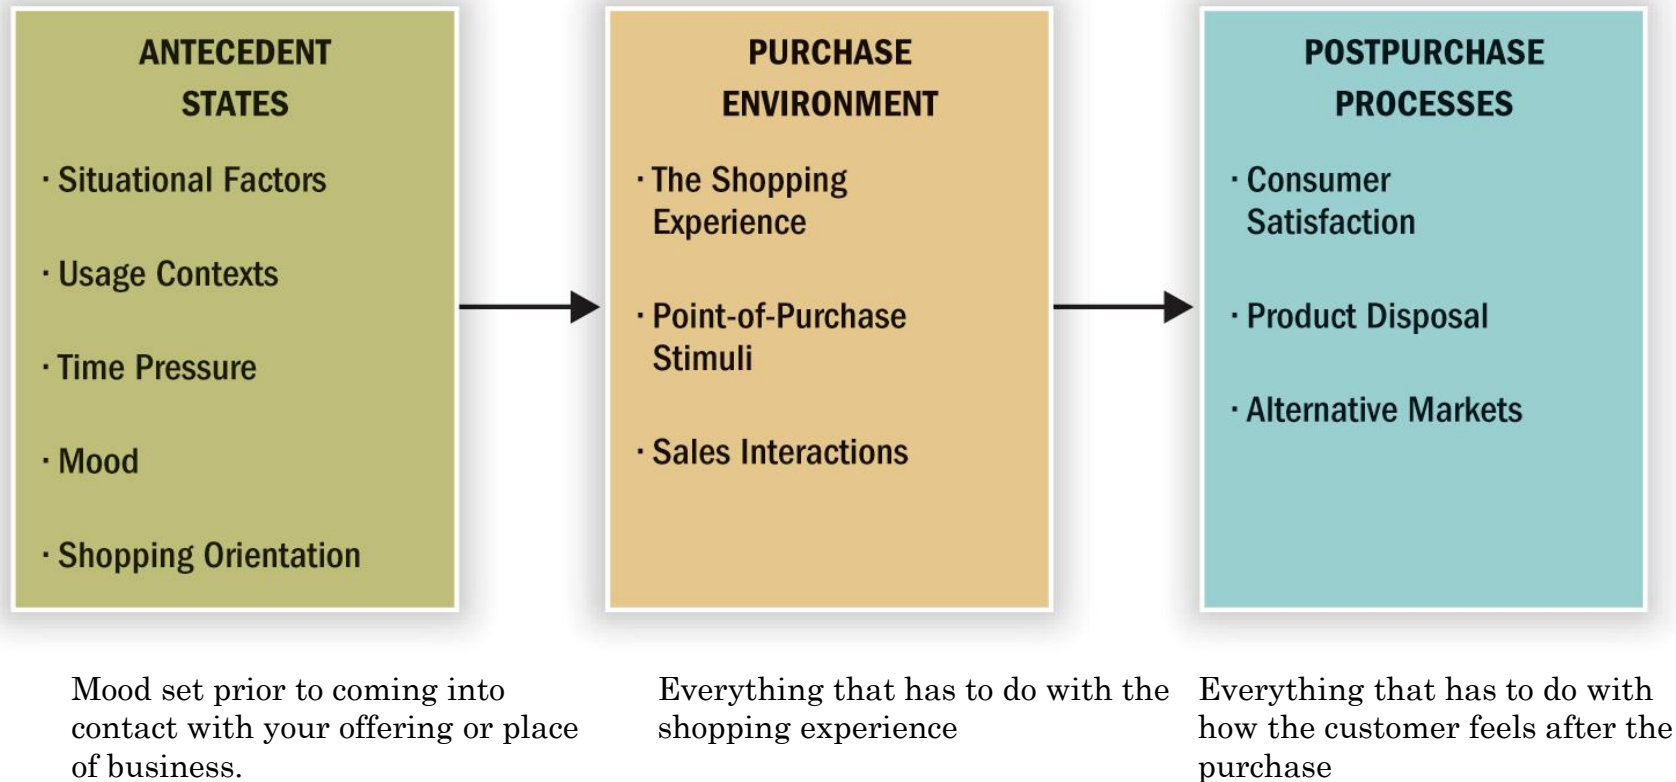 ANTECEDENT
STATES
· Situational Factors
· Usage Contexts
· Time Pressure
· Mood
· Shopping Orientation
PURCHASE
ENVIRONMENT
· The Shopping
Experience
· Point-of-Purchase
Stimuli
· Sales Interactions
POSTPURCHASE
PROCESSES
· Consumer
Satisfaction
· Product Disposal
· Alternative Markets
Mood set prior to coming into
contact with your offering or place
of business.
Everything that has to do with the
shopping experience
Everything that has to do with
how the customer feels after the
purchase